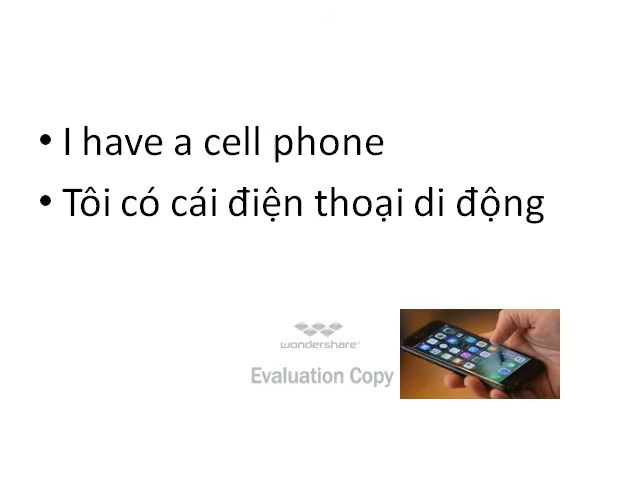 • I have a cell phone
• Tôi có cái điện thoại di động
wondershare®
Evaluation Copy